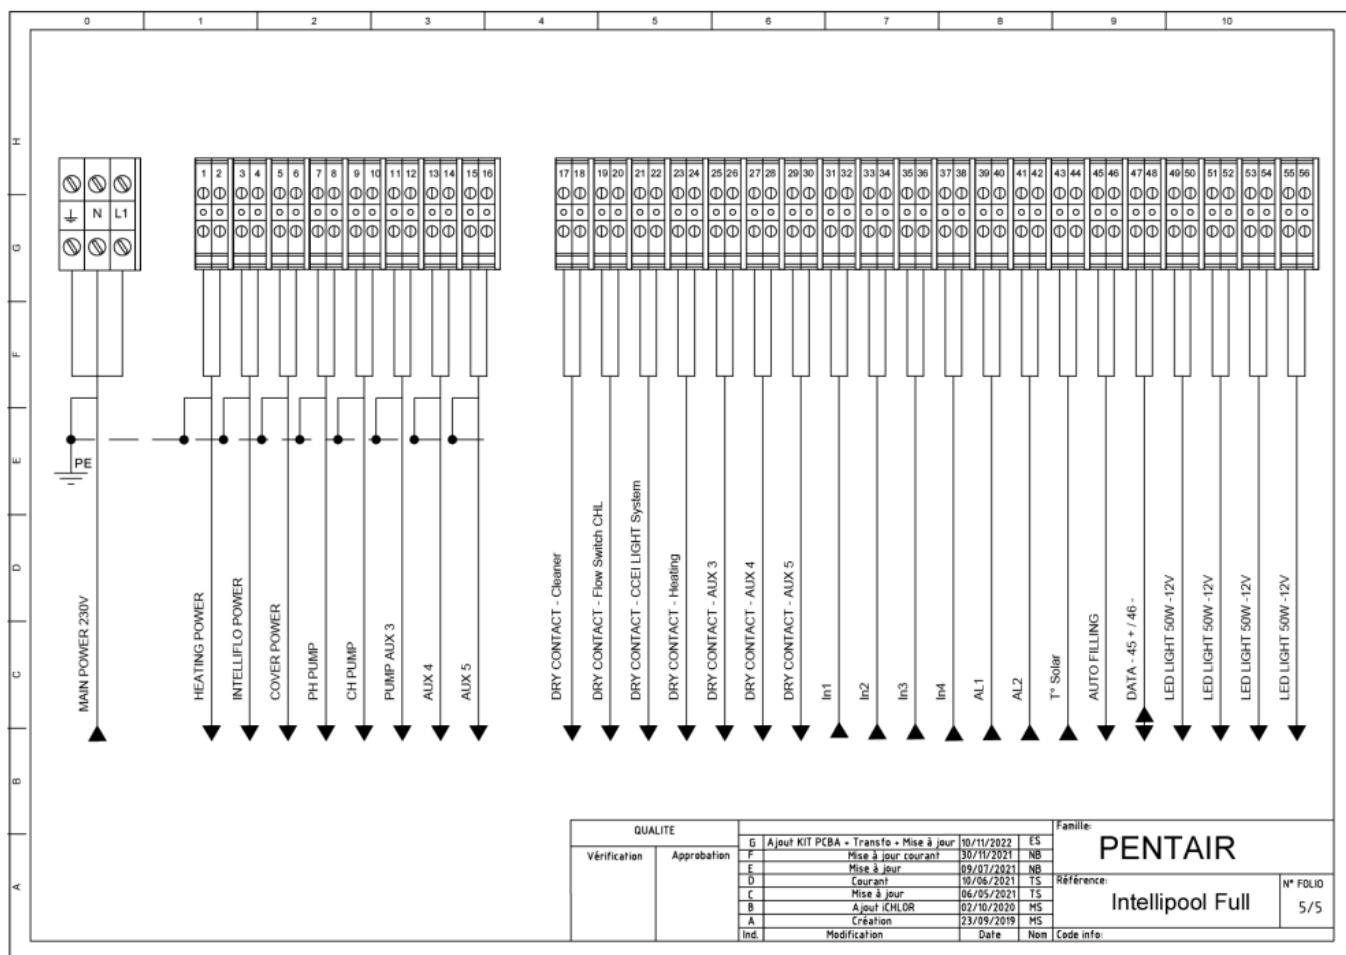 0 1 2 3 4 5 6 7 8 9 10
H
G
F
E
D
C
B
A
N L1
1 2 3 4 5 6 7 8 9 10 11 12 13 14 15 16
17 18 19 20 21 22 23 24 25 26 27 28 29 30 31 32 33 34 35 36 37 38 39 40 41 42 43 44 45 46 47 48 49 50 51 52 53 54 55 56
PE
MAIN POWER 230V
HEATING POWER
INTELLIFLO POWER
COVER POWER
PH PUMP
CH PUMP
PUMP AUX 3
AUX 4
AUX 5
DRY CONTACT - Cleaner
DRY CONTACT - Flow Switch CHL
DRY CONTACT - CCEI LIGHT System
DRY CONTACT - Heating
DRY CONTACT - AUX 3
DRY CONTACT - AUX 4
DRY CONTACT - AUX 5
In1
In2
In3
In4
AL1
AL2
T° Solar
AUTO FILLING
DATA - 45 + / 46 -
LED LIGHT 50W -12V
LED LIGHT 50W -12V
LED LIGHT 50W -12V
LED LIGHT 50W -12V
QUALITE
Vérification Approbation
G Ajout KIT PCBA + Transfo + Mise à jour 10/11/2022 ES
F Mise à jour courant 30/11/2021 NB
E Mise à jour 09/07/2021 NB
D Courant 10/06/2021 TS
C Mise à jour 06/05/2021 TS
B Ajout iCHLOR 02/10/2020 MS
A Création 23/09/2019 MS
Ind. Modification Date Nom
Famille:
PENTAIR
Référence:
Intellipool Full
N° FOLIO
5/5
Code info: